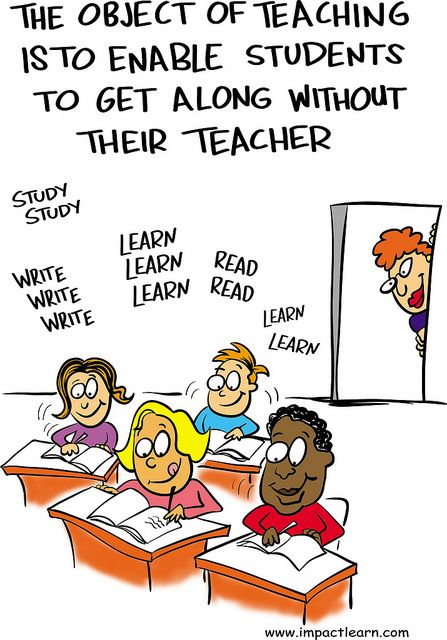 THE OBJECT OF TEACHING
IS TO ENABLE STUDENTS
TO GET ALONG WITHOUT
THEIR TEACHER
STUDY
STUDY
WRITE
WRITE
WRITE
LEARN
LEARN
LEARN
READ
READ
LEARN
LEARN
www.impactlearn.com